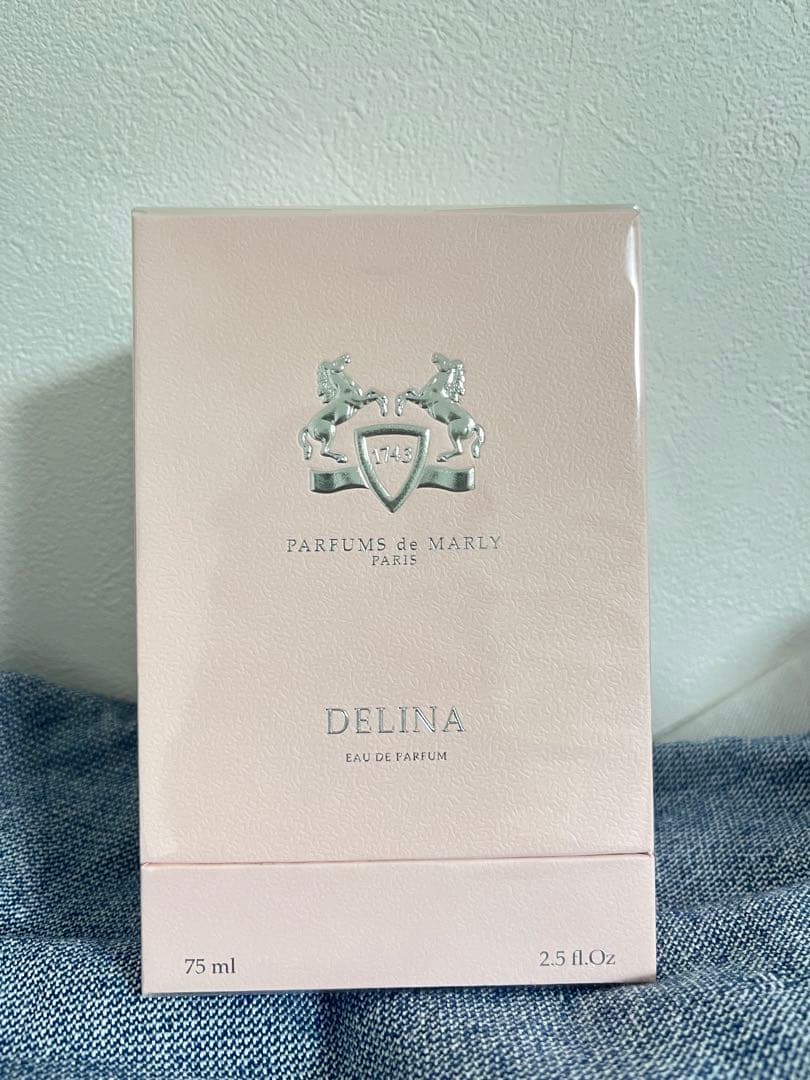 1743
PARFUMS de MARLY
PARIS
DELINA
EAU DE PARFUM
75 ml
2.5 fl.Oz